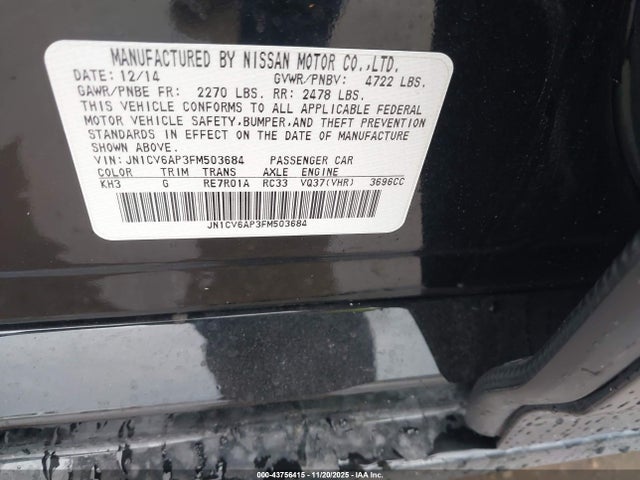 MANUFACTURED BY NISSAN MOTOR CO.,LTD.
DATE: 12/14 GVWR/PNBV: 4722 LBS.
GAWR/PNBE FR: 2270 LBS. RR: 2478 LBS.
THIS VEHICLE CONFORMS TO ALL APPLICABLE FEDERAL
MOTOR VEHICLE SAFETY,BUMPER,AND THEFT PREVENTION
STANDARDS IN EFFECT ON THE DATE OF MANUFACTURE
SHOWN ABOVE.
VIN: JN1CV6AP3FM503684 PASSENGER CAR
COLOR TRIM TRANS AXLE ENGINE
KH3 G RE7R01A RC33 VQ37(VHR) 3696CC
JN1CV6AP3FM503684
000-43756415 - 11/20/2025 - IAA Inc.